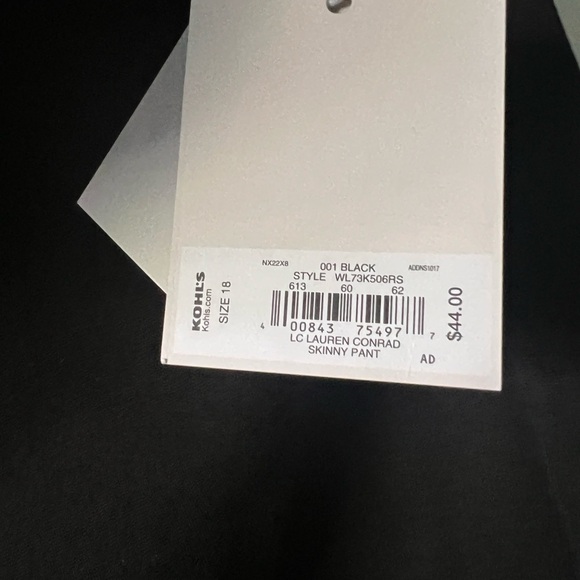 NX22X8 001 BLACK ADDNS1017
STYLE WL73K506RS
613 60 62
4 00843 75497 7
LC LAUREN CONRAD
SKINNY PANT
AD
KOHL'S
Kohls.com
SIZE 18
$44.00